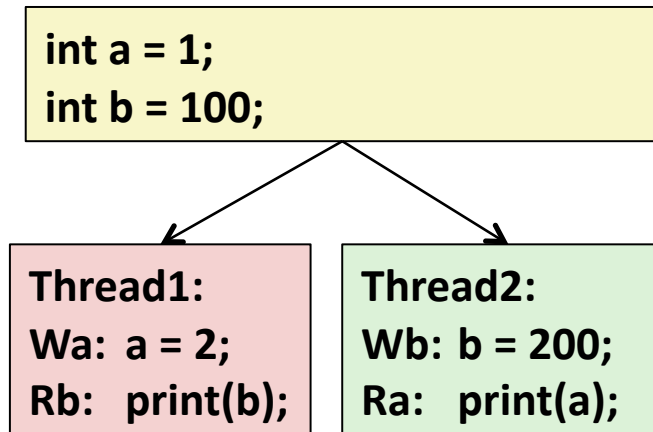 int a = 1;
int b = 100;
Thread1:
Wa: a = 2;
Rb: print(b);
Thread2:
Wb: b = 200;
Ra: print(a);